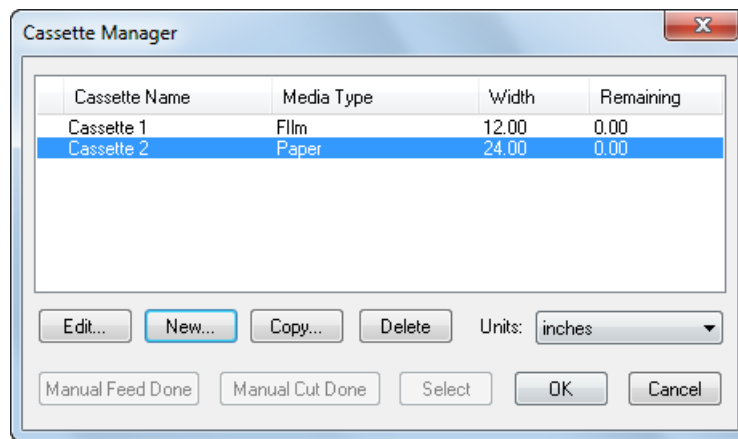 Cassette Manager
Cassette Name Media Type Width Remaining
Cassette 1 FIlm 12.00 0.00
Cassette 2 Paper 24.00 0.00
Edit... New... Copy... Delete Units: inches
Manual Feed Done Manual Cut Done Select OK Cancel